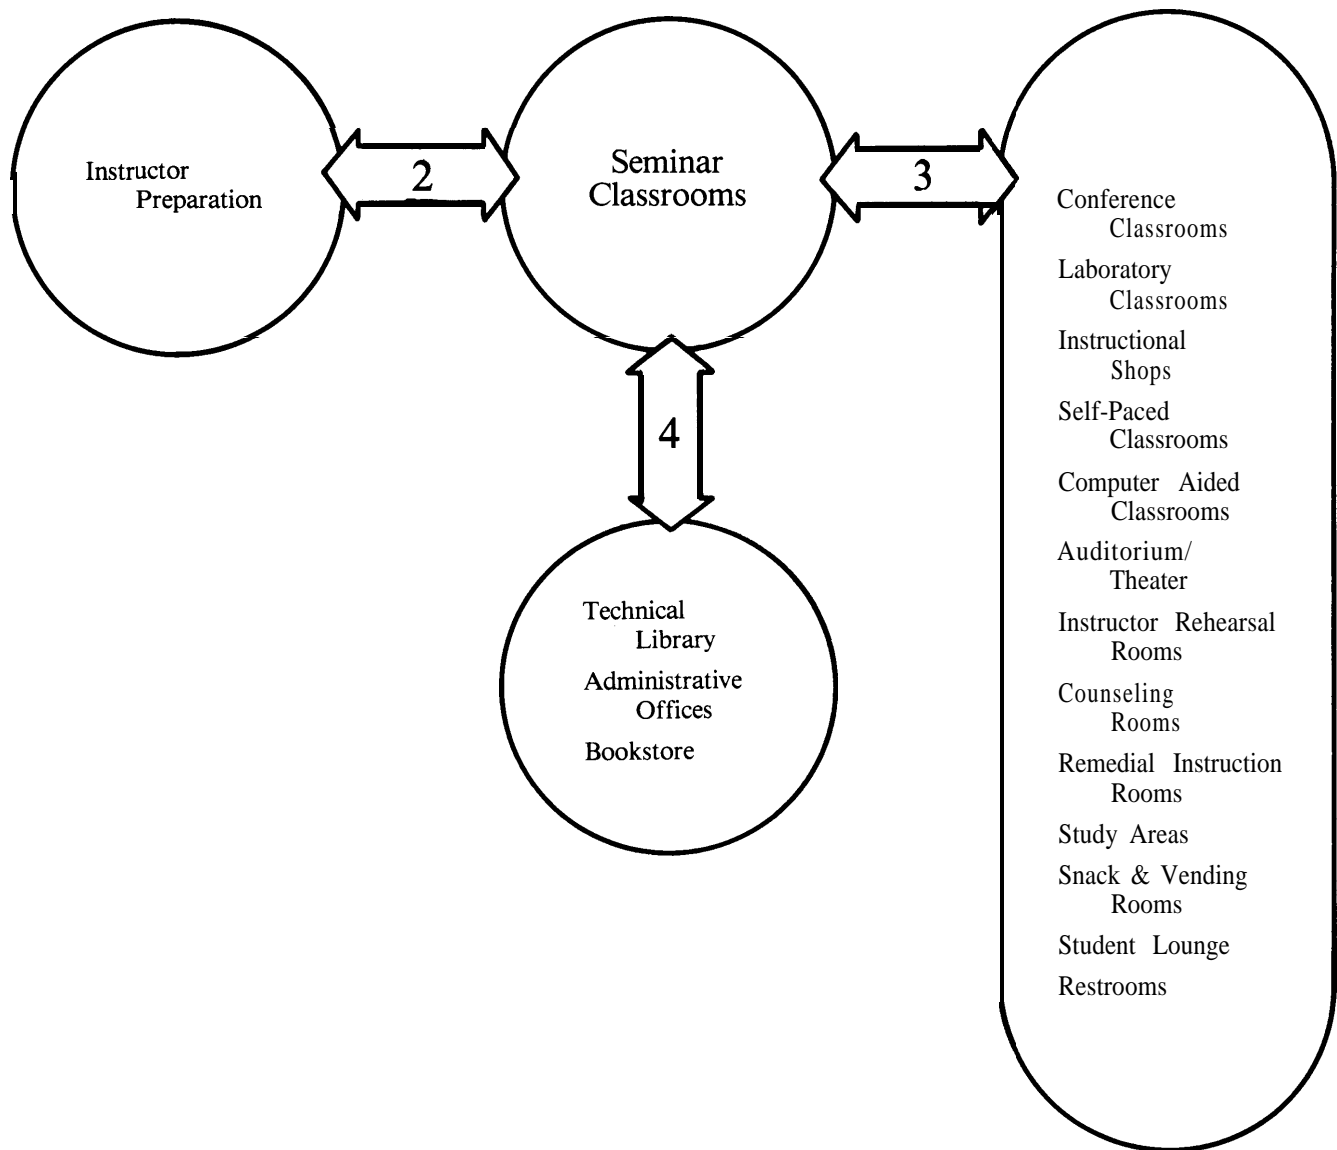 Instructor
Preparation
2
Seminar
Classrooms
3
4
Technical
Library
Administrative
Offices
Bookstore
Conference
Classrooms
Laboratory
Classrooms
Instructional
Shops
Self-Paced
Classrooms
Computer Aided
Classrooms
Auditorium/
Theater
Instructor Rehearsal
Rooms
Counseling
Rooms
Remedial Instruction
Rooms
Study Areas
Snack & Vending
Rooms
Student Lounge
Restrooms